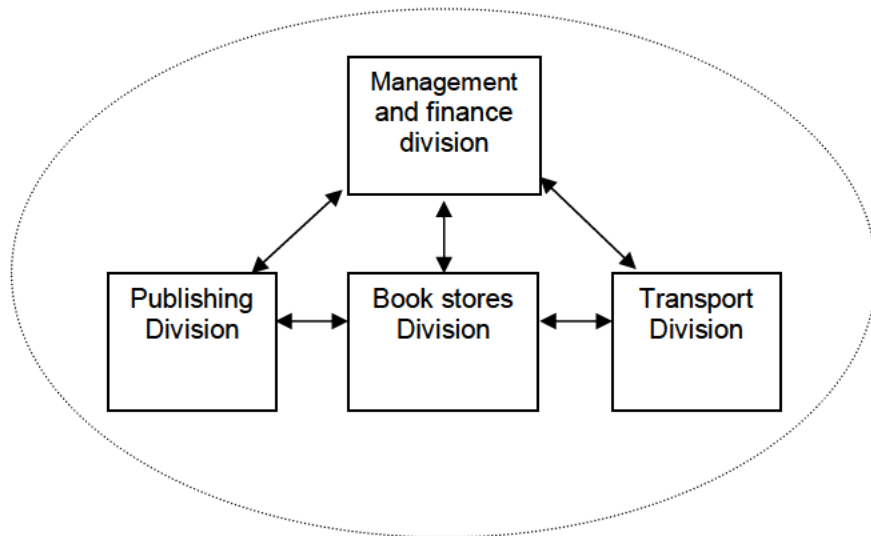 Management
and finance
division
Publishing
Division
Book stores
Division
Transport
Division